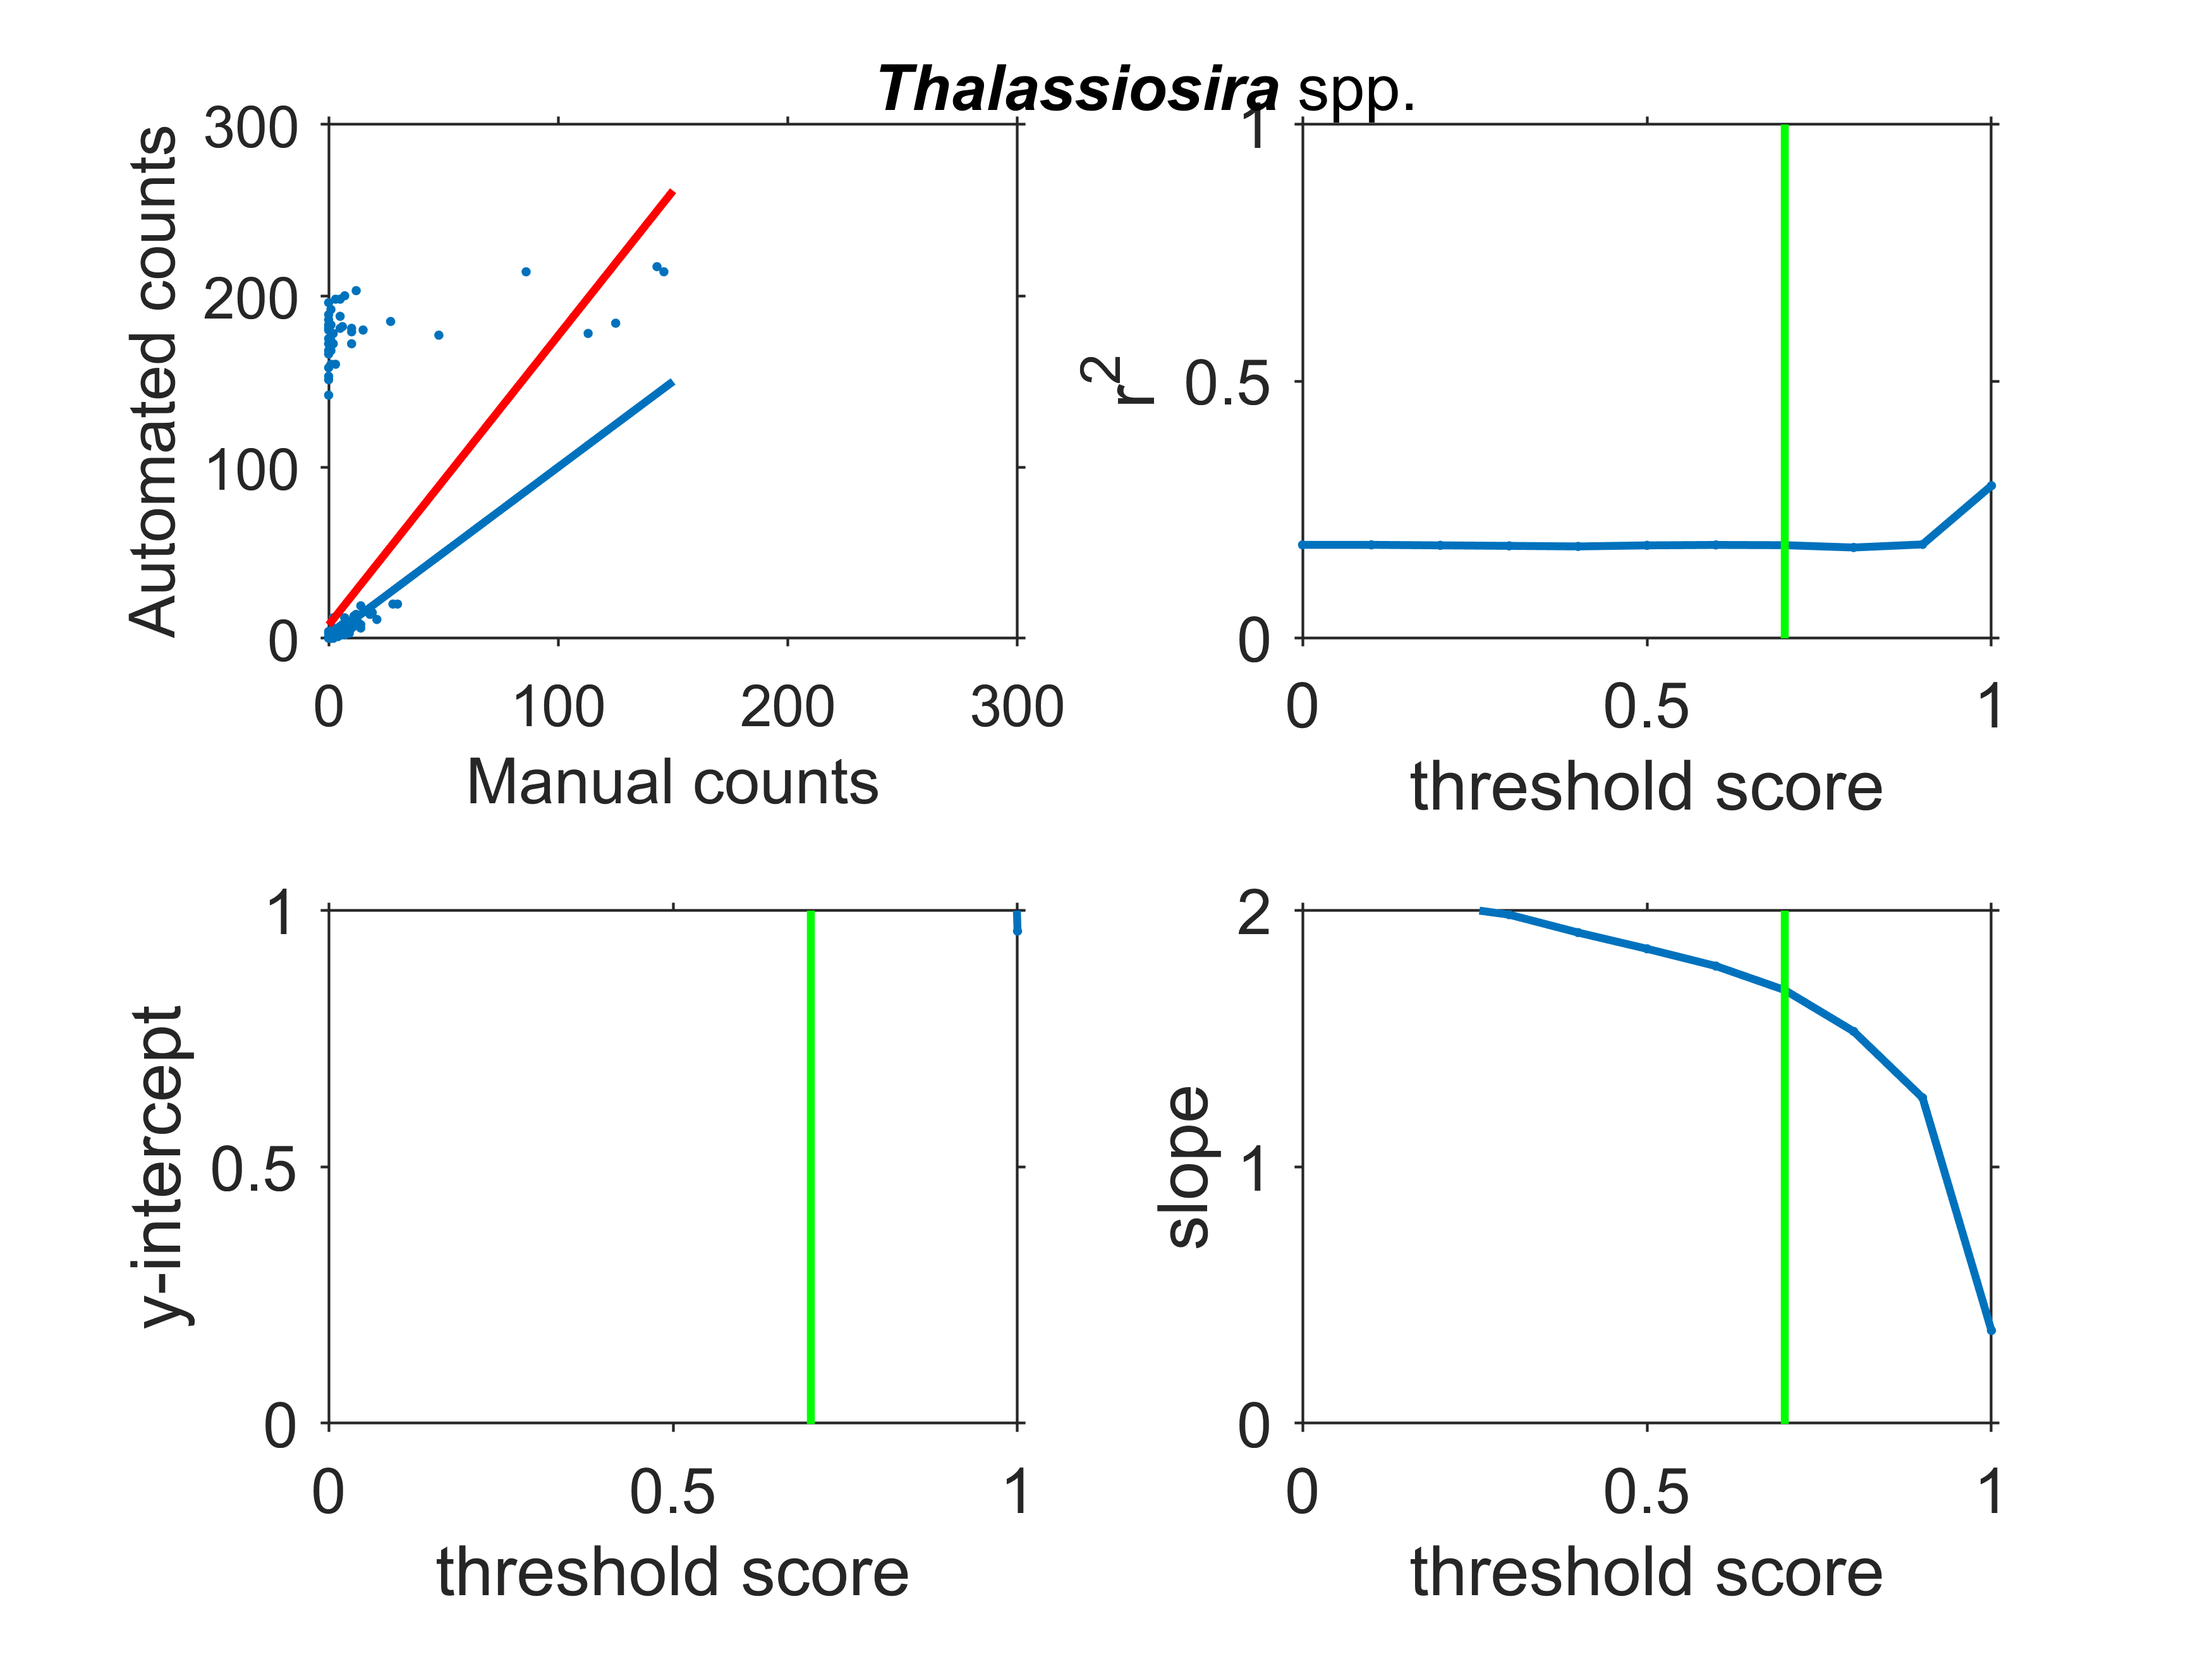 Thalassiosira spp.
300
200
100
0
Automated counts
0 100 200 300
Manual counts
1
0.5
0
r2
0 0.5 1
threshold score
1
0.5
0
y-intercept
0 0.5 1
threshold score
2
1
0
slope
0 0.5 1
threshold score